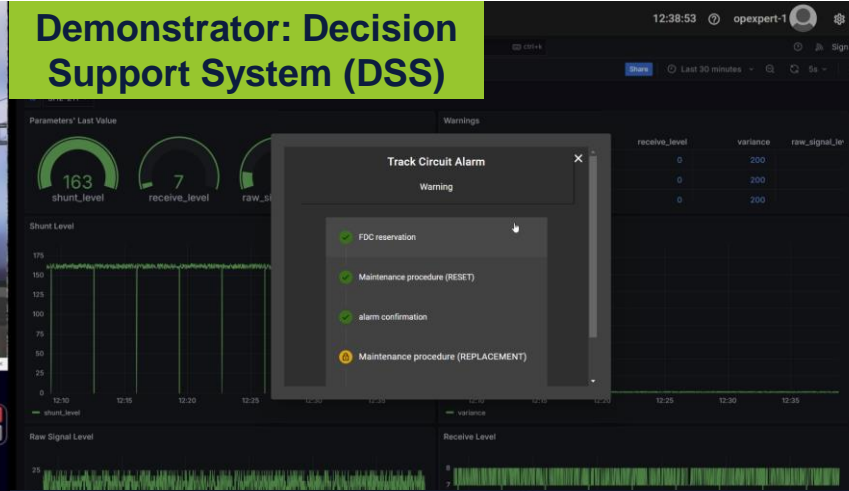 Demonstrator: Decision
Support System (DSS)
12:38:53
opexpert-1
ctrl+k
Sign
Share
Last 30 minutes
5s
Parameters' Last Value
Warnings
receive_level
variance
raw_signal_lev
163
shunt_level
7
receive_level
raw_s
0
200
0
200
0
200
Track Circuit Alarm
Warning
FDC reservation
Maintenance procedure (RESET)
alarm confirmation
Maintenance procedure (REPLACEMENT)
Shunt Level
175
150
125
100
75
50
25
0
12:10
12:15
12:20
12:25
shunt_level
variance
12:25
12:30
12:35
Raw Signal Level
25
Receive Level
8
7